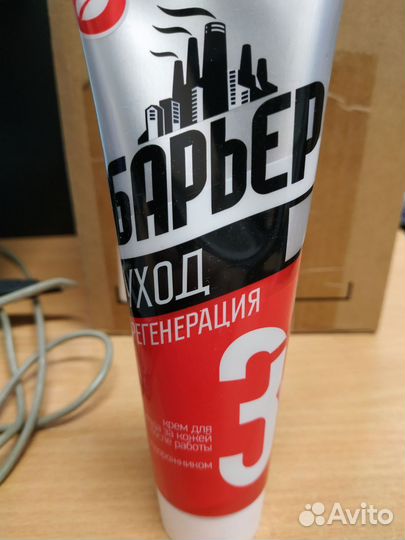 БАРЬЕР
УХОД
РЕГЕНЕРАЦИЯ
3
крем для
за кожей
после работы
Avito